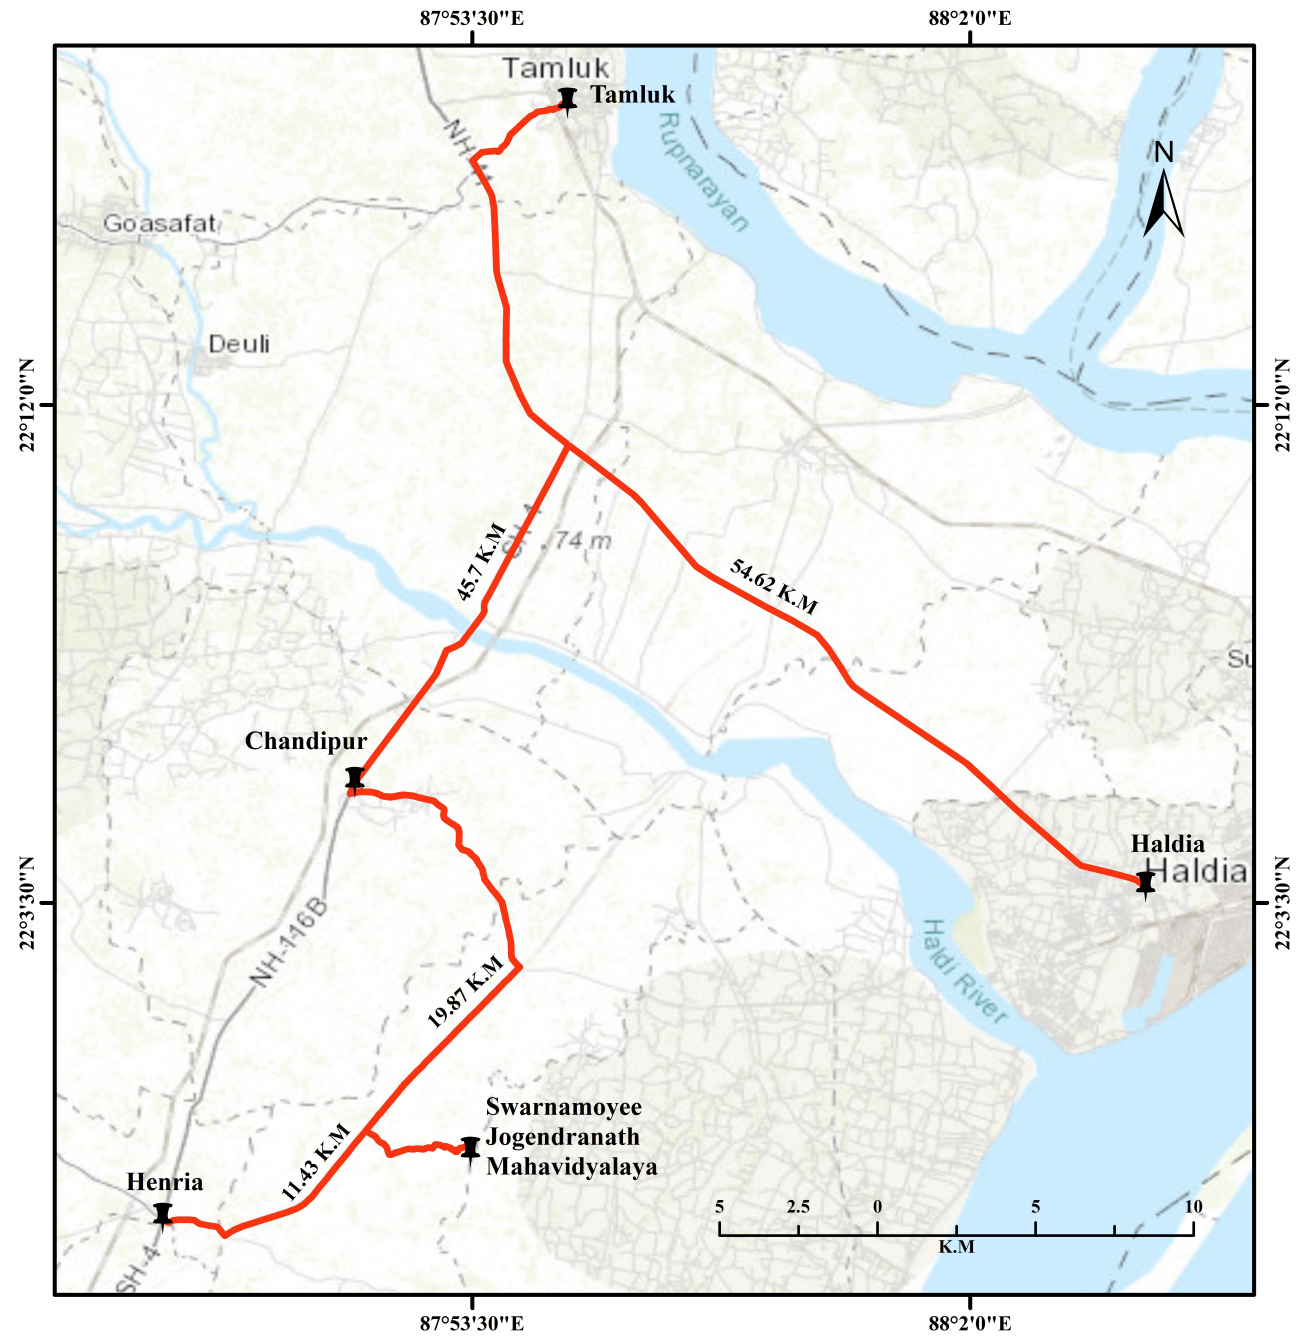 87°53'30"E
88°2'0"E
Tamluk
Tamluk
Rupnarayan
N
Goasafat
Deuli
22°12'0"N
22°12'0"N
74 m
45.7 K.M
54.62 K.M
Chandipur
Haldia
Haldia
22°3'30"N
22°3'30"N
NH-116B
Haldi River
19.87 K.M
Swarnamoyee
Jogendranath
Mahavidyalaya
11.43 K.M
Henria
SH-4
5 2.5 0 5 10
K.M
87°53'30"E
88°2'0"E